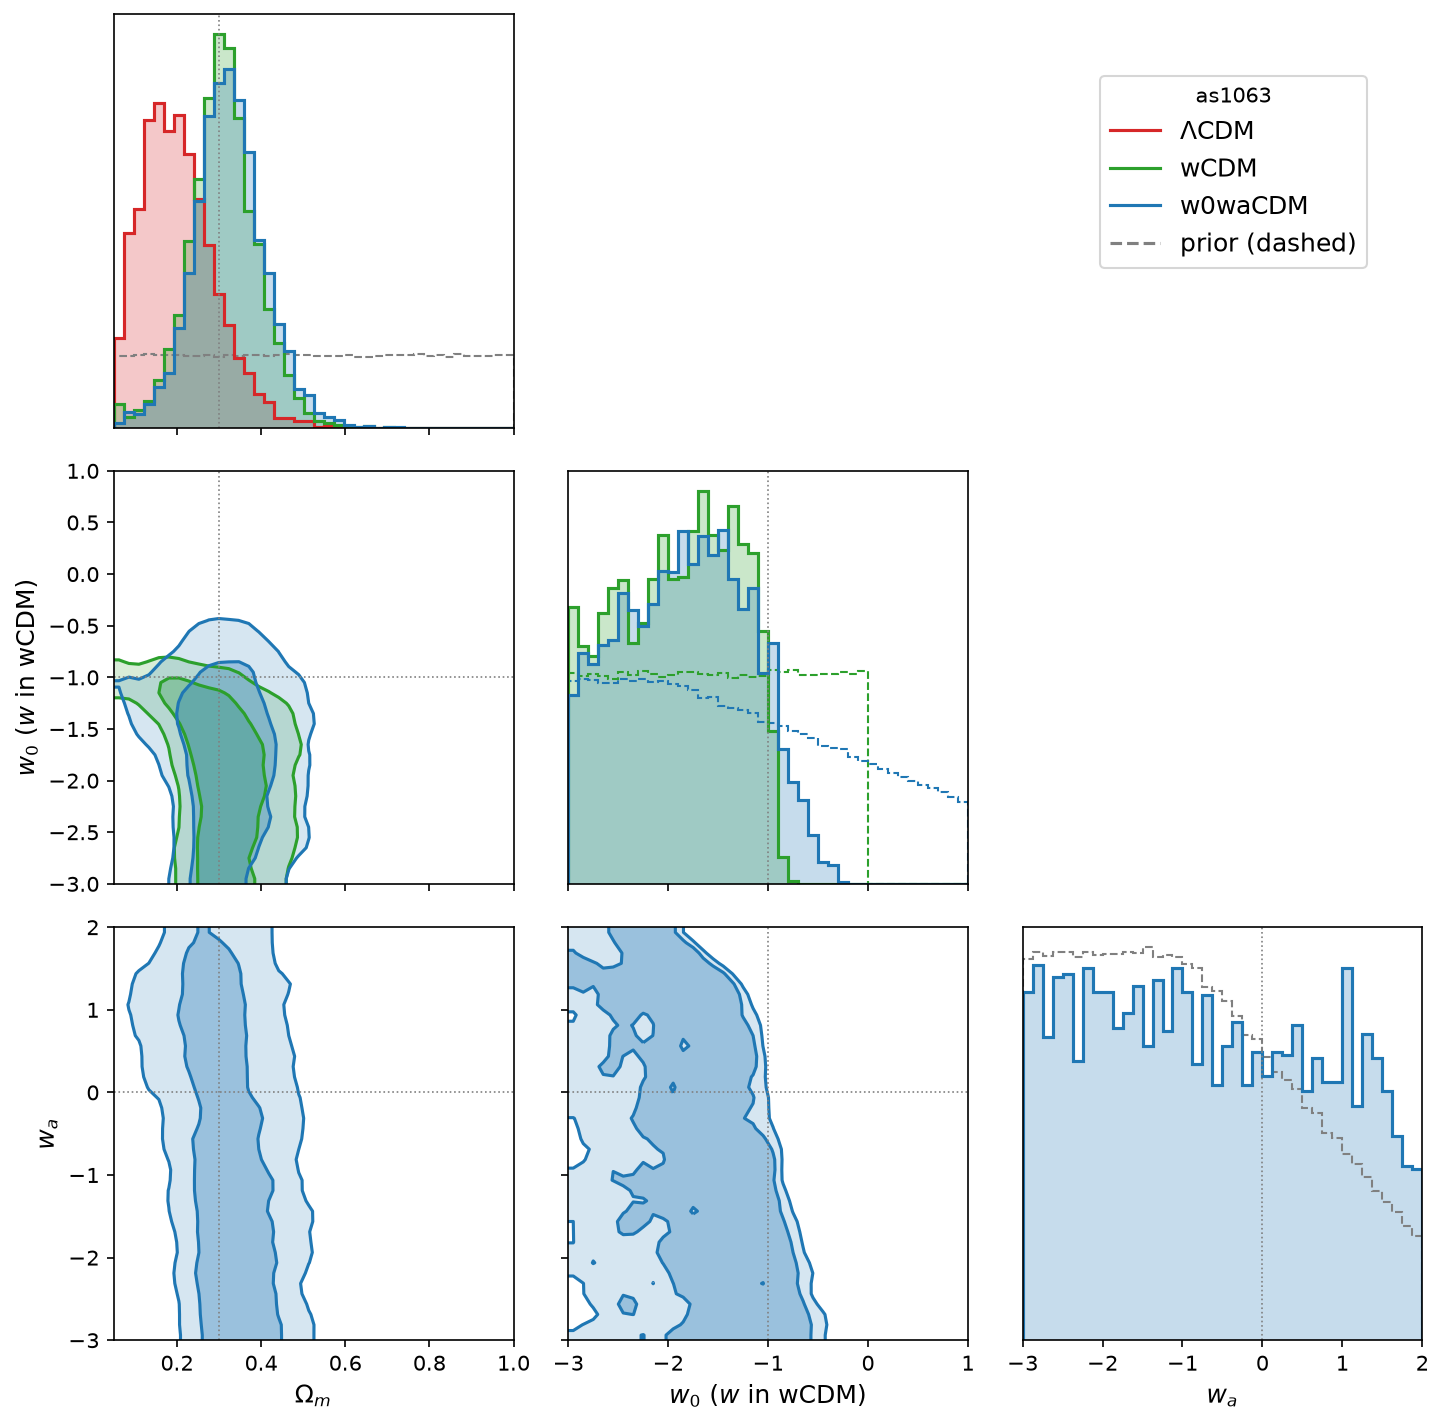 as1063
ΛCDM
wCDM
w0waCDM
prior (dashed)
1.0
0.5
0.0
−0.5
−1.0
−1.5
−2.0
−2.5
−3.0
w₀ (w in wCDM)
2
1
0
−1
−2
−3
wₐ
0.2 0.4 0.6 0.8 1.0
Ωₘ
−3 −2 −1 0 1
w₀ (w in wCDM)
−3 −2 −1 0 1 2
wₐ